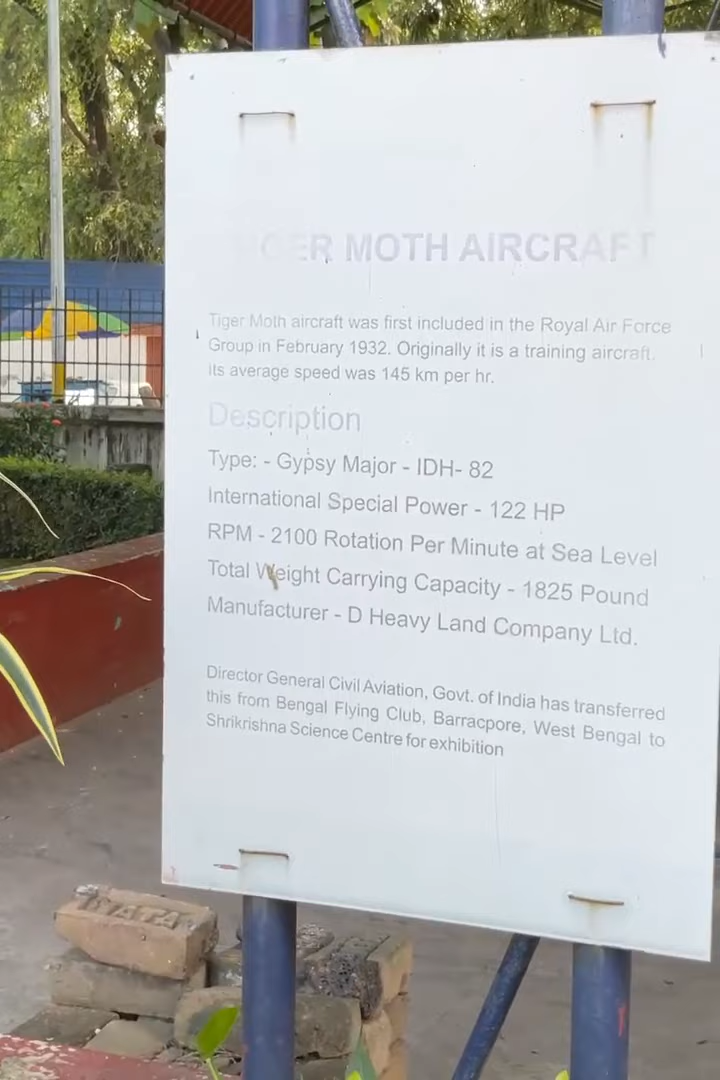 TIGER MOTH AIRCRAFT
Tiger Moth aircraft was first included in the Royal Air Force
Group in February 1932. Originally it is a training aircraft.
Its average speed was 145 km per hr.
Description
Type: - Gypsy Major - IDH- 82
International Special Power - 122 HP
RPM - 2100 Rotation Per Minute at Sea Level
Total Weight Carrying Capacity - 1825 Pound
Manufacturer - D Heavy Land Company Ltd.
Director General Civil Aviation, Govt. of India has transferred
this from Bengal Flying Club, Barracpore, West Bengal to
Shrikrishna Science Centre for exhibition